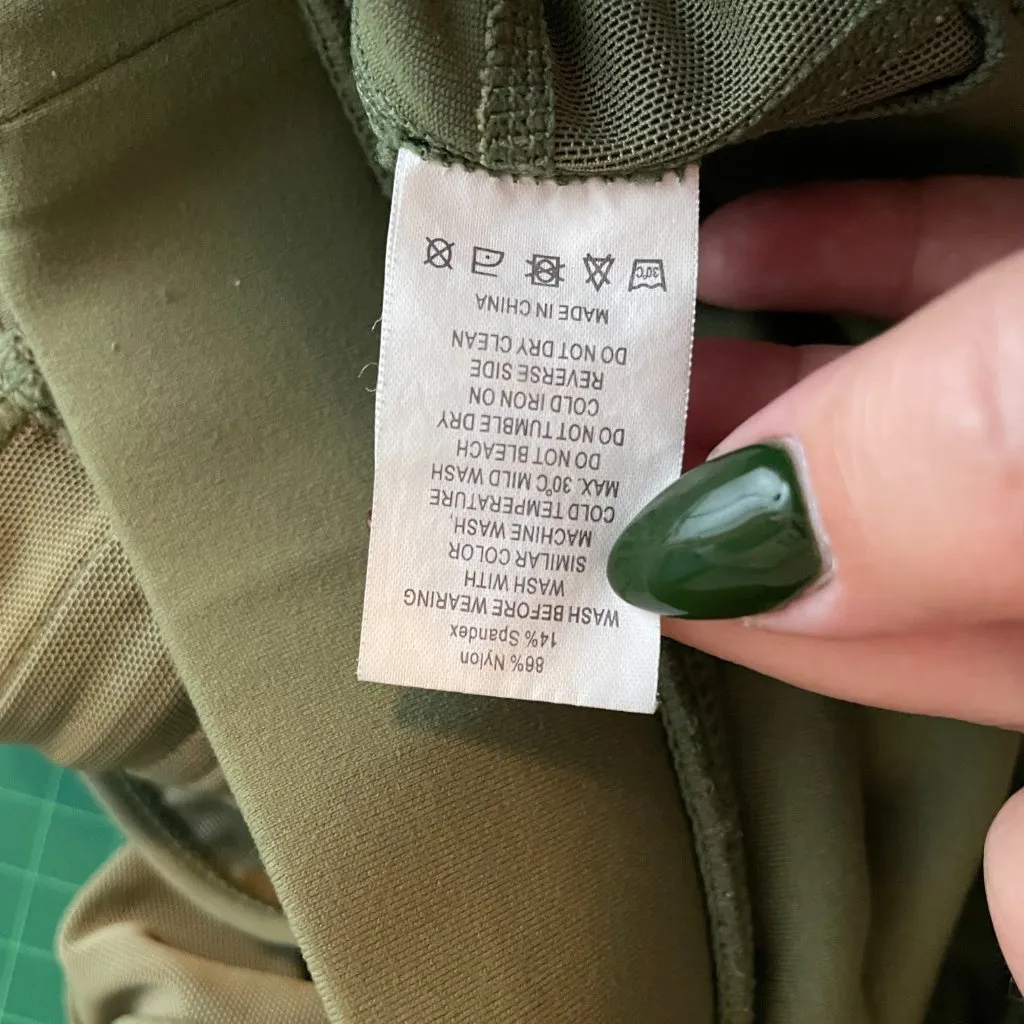 86% Nylon
14% Spandex
WASH BEFORE WEARING
WASH WITH
SIMILAR COLOR
MACHINE WASH,
COLD TEMPERATURE
MAX. 30℃ MILD WASH
DO NOT BLEACH
DO NOT TUMBLE DRY
COLD IRON ON
REVERSE SIDE
DO NOT DRY CLEAN
MADE IN CHINA
30℃